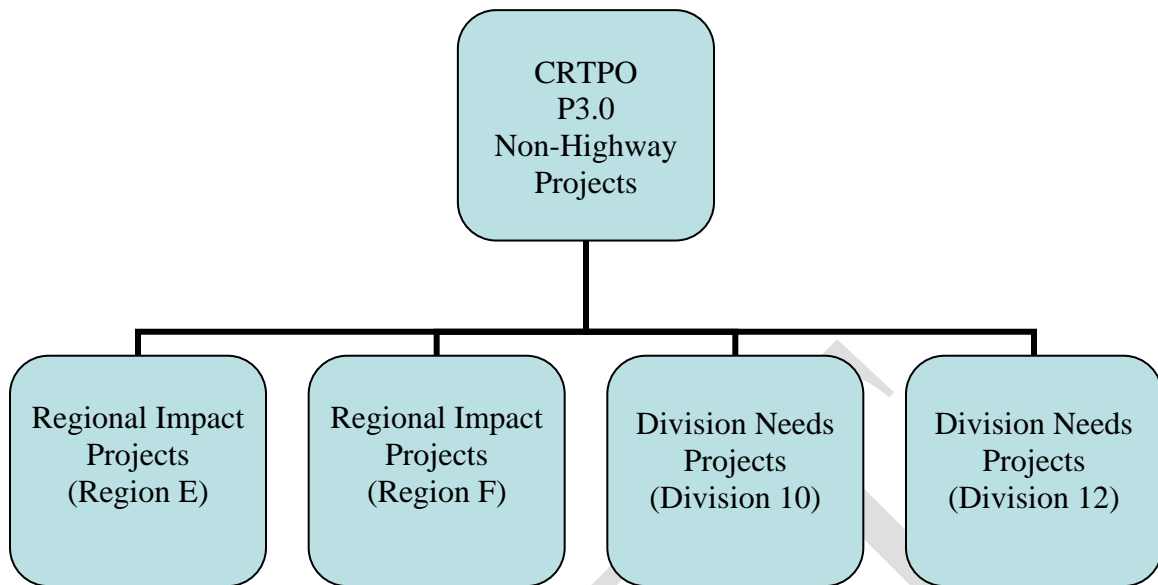 CRTPO
P3.0
Non-Highway
Projects
Regional Impact
Projects
(Region E)
Regional Impact
Projects
(Region F)
Division Needs
Projects
(Division 10)
Division Needs
Projects
(Division 12)